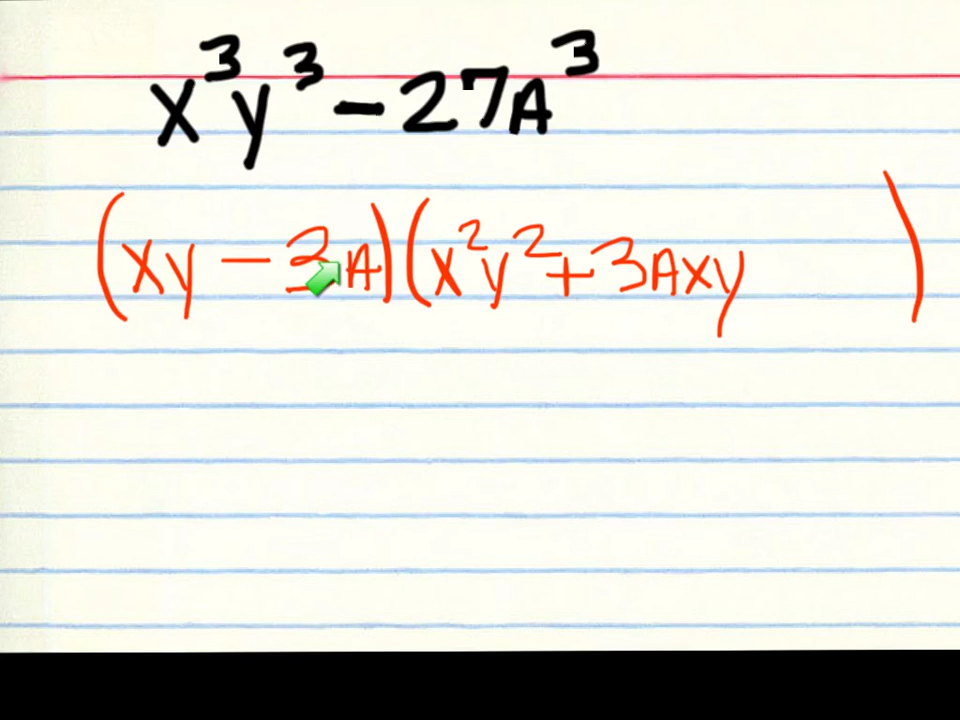 x³y³ - 27A³
(xy - 3A)(x²y² + 3Axy )